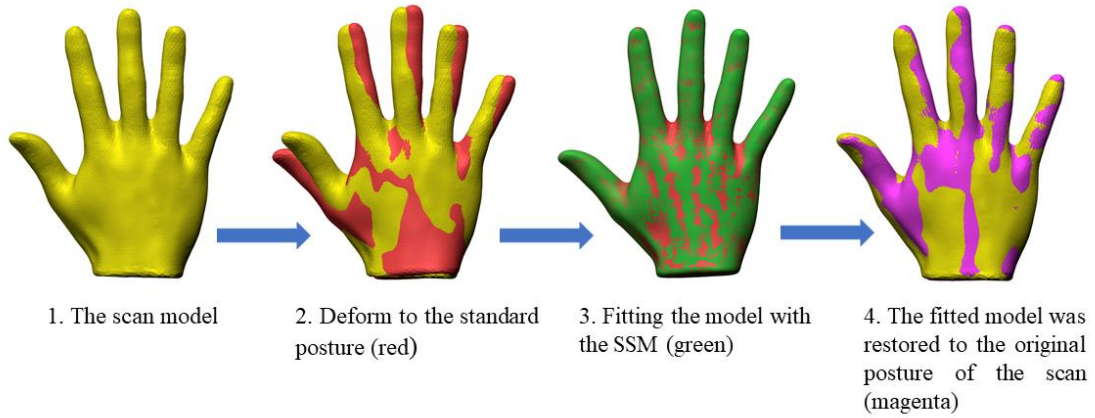 1. The scan model
2. Deform to the standard
posture (red)
3. Fitting the model with
the SSM (green)
4. The fitted model was
restored to the original
posture of the scan
(magenta)